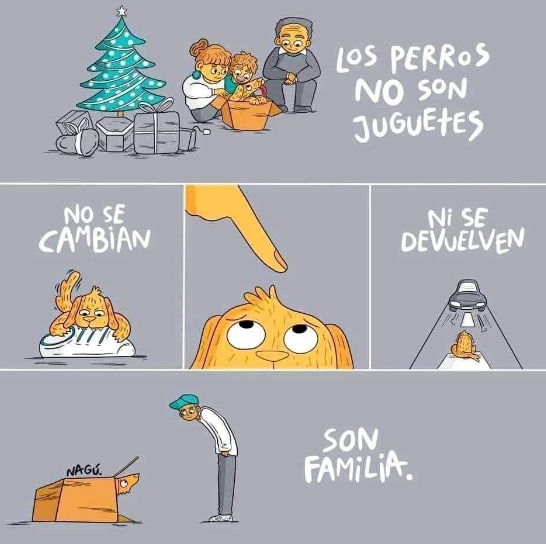 LOS PERROS
NO SON
JUGUETES
NO SE
CAMBIAN
NI SE
DEVUELVEN
NAGÚ.
SON
FAMILIA.